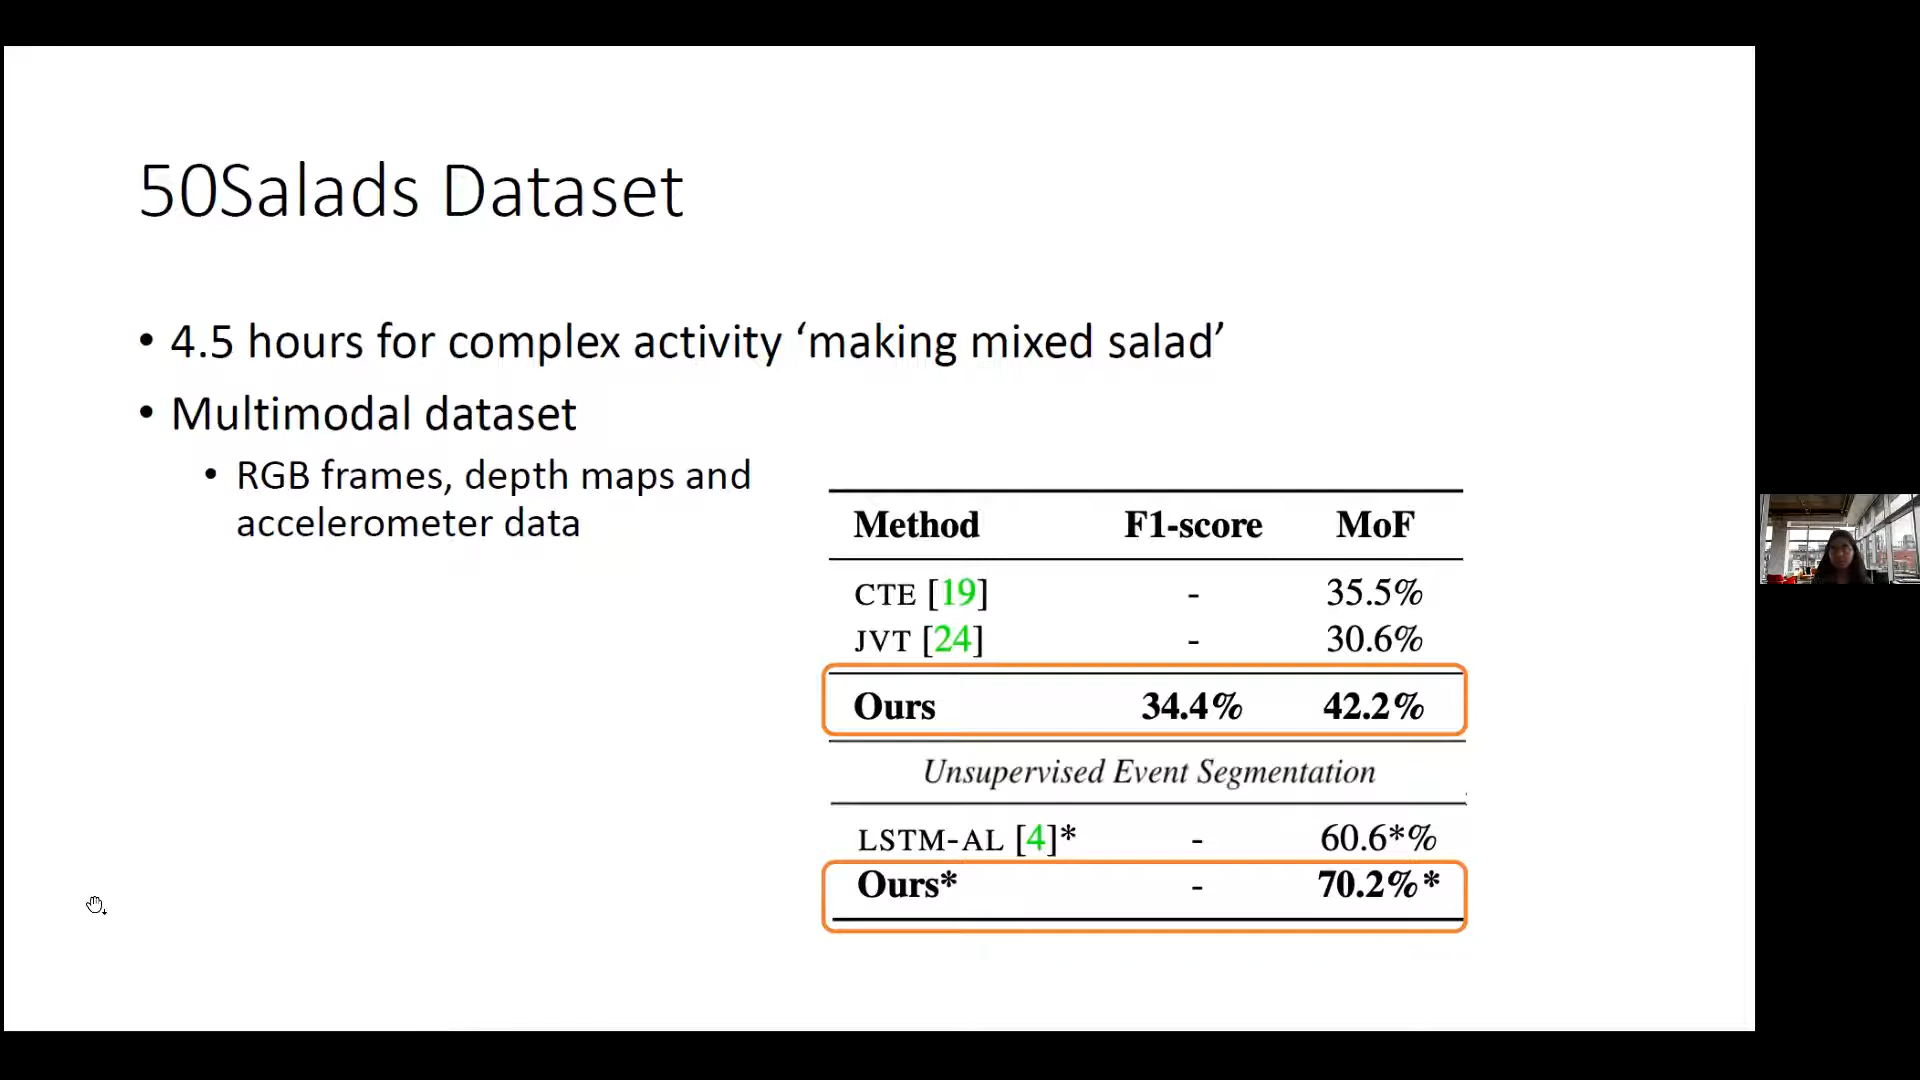 50Salads Dataset
• 4.5 hours for complex activity ‘making mixed salad’
• Multimodal dataset
• RGB frames, depth maps and
accelerometer data
Method F1-score MoF
CTE [19] - 35.5%
JVT [24] - 30.6%
Ours 34.4% 42.2%
Unsupervised Event Segmentation
LSTM-AL [4]* - 60.6*%
Ours* - 70.2%*